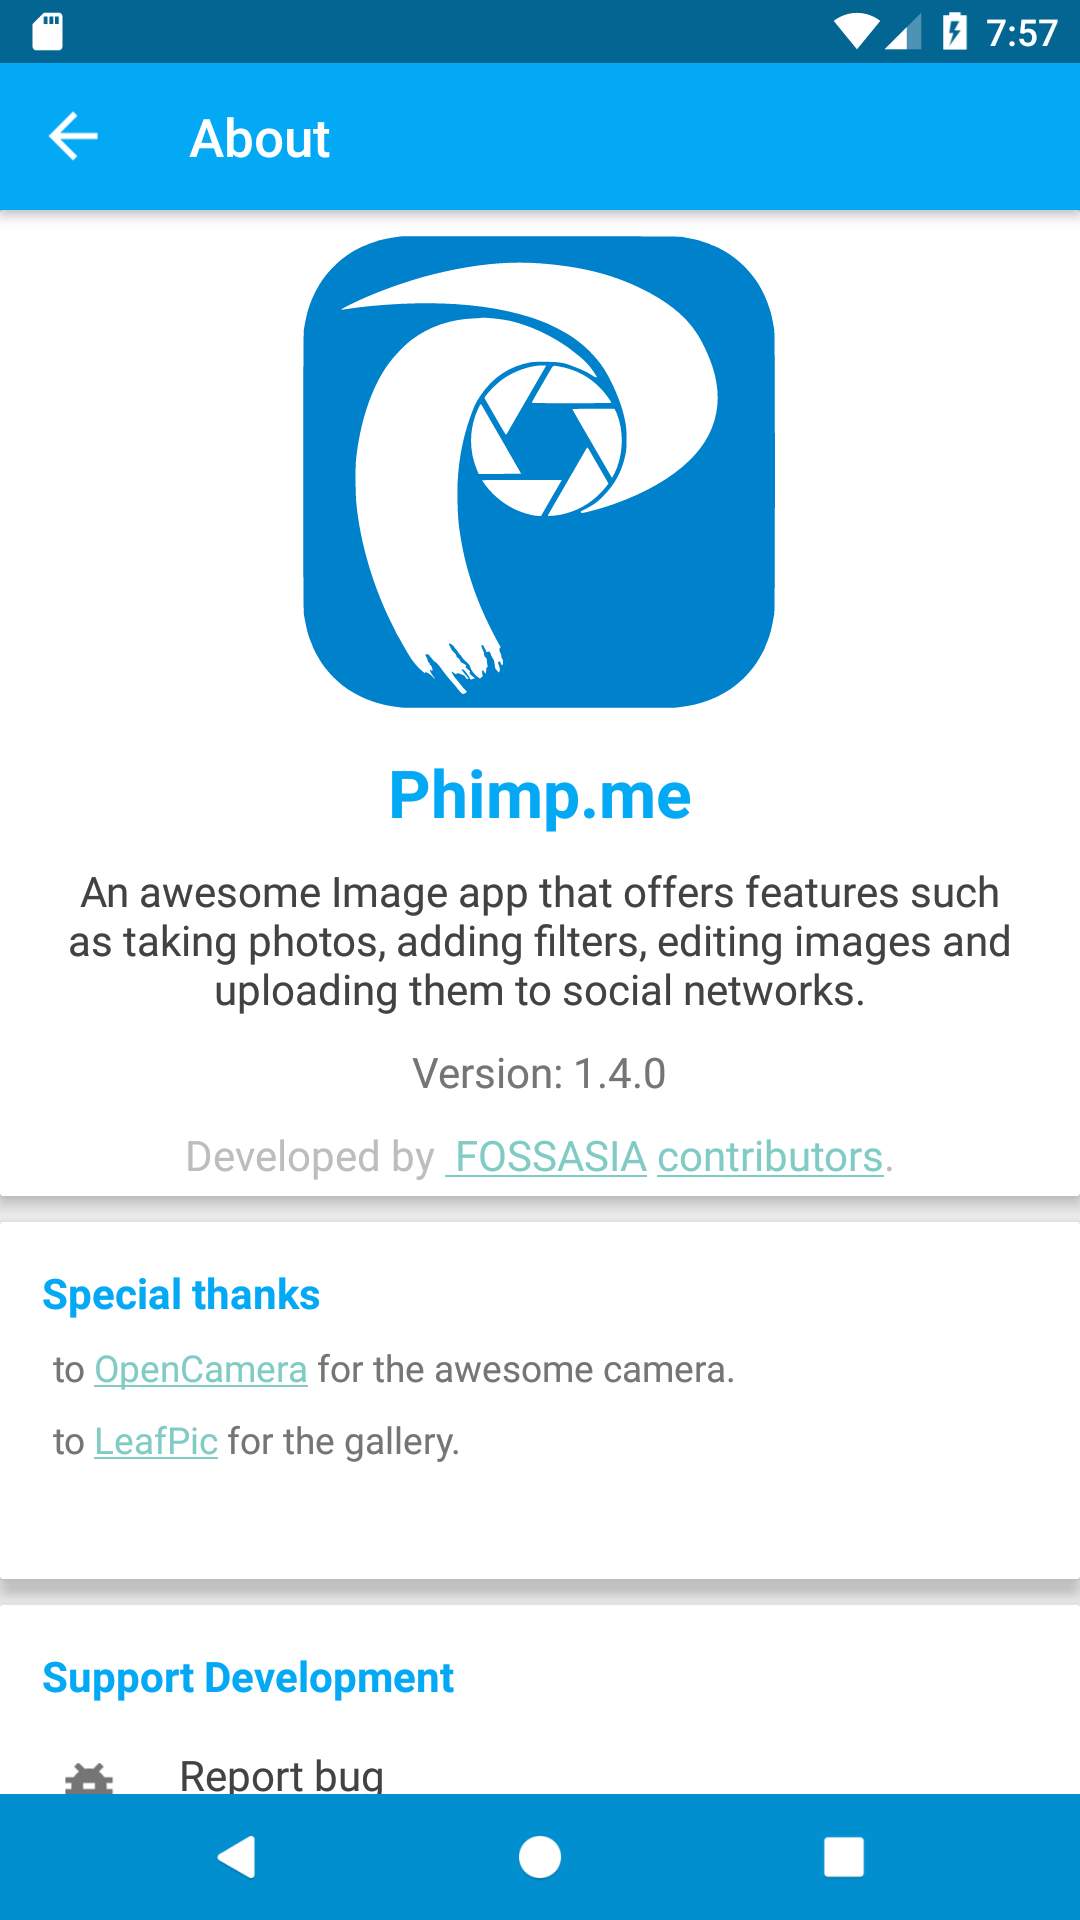 7:57
About
Phimp.me
An awesome Image app that offers features such
as taking photos, adding filters, editing images and
uploading them to social networks.
Version: 1.4.0
Developed by FOSSASIA contributors.
Special thanks
to OpenCamera for the awesome camera.
to LeafPic for the gallery.
Support Development
Report bug